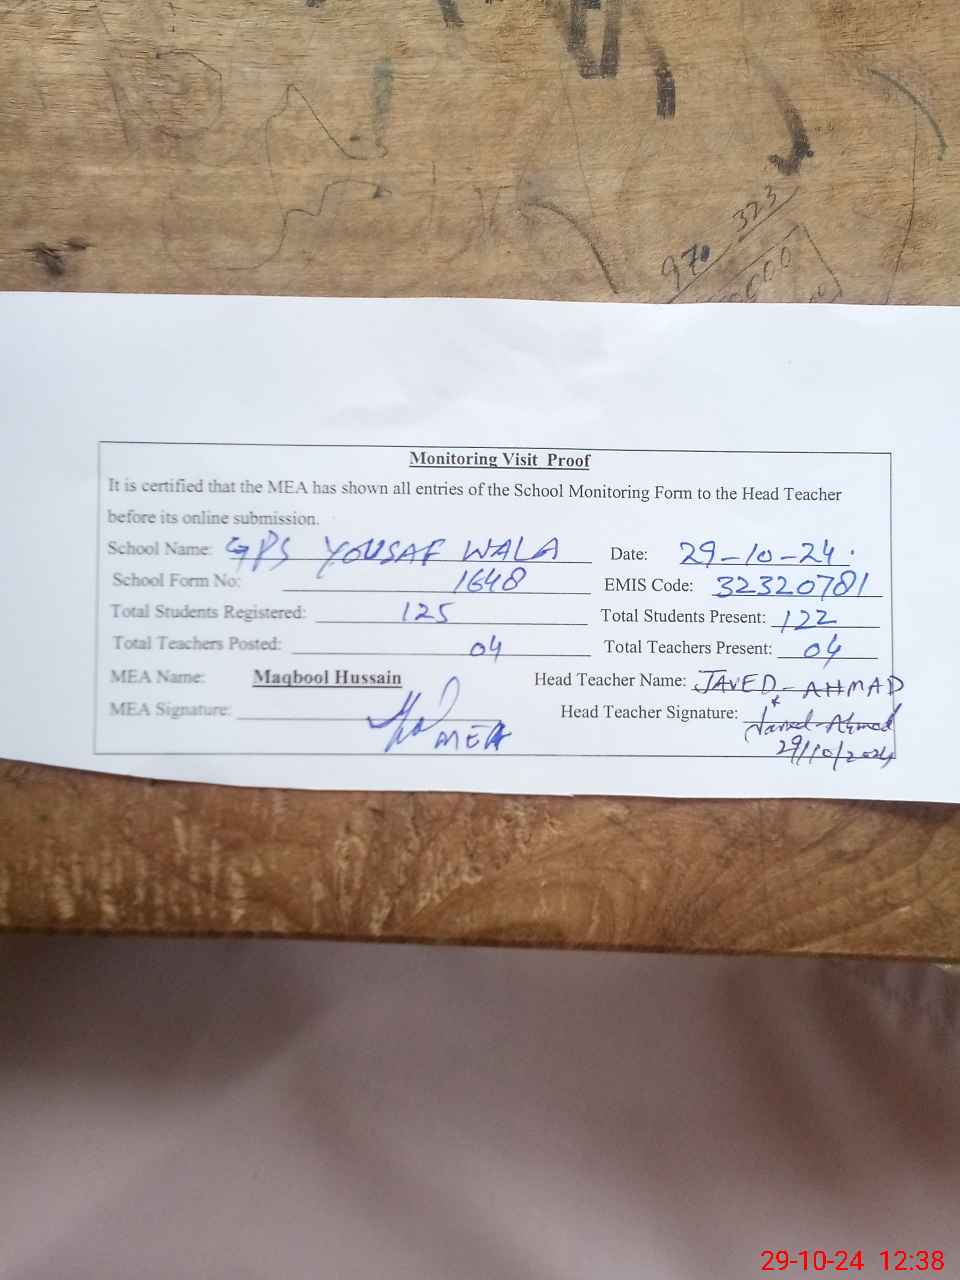 323
970
000
Monitoring Visit Proof
It is certified that the MEA has shown all entries of the School Monitoring Form to the Head Teacher
before its online submission.
School Name: GPS YOUSAF WALA Date: 29-10-24.
School Form No: 1648 EMIS Code: 32320781
Total Students Registered: 125 Total Students Present: 122
Total Teachers Posted: 04 Total Teachers Present: 04
MEA Name: Maqbool Hussain Head Teacher Name: JAVED-AHMAD
MEA Signature: MEA Head Teacher Signature: Javed-Ahmad
29/10/2024
29-10-24 12:38